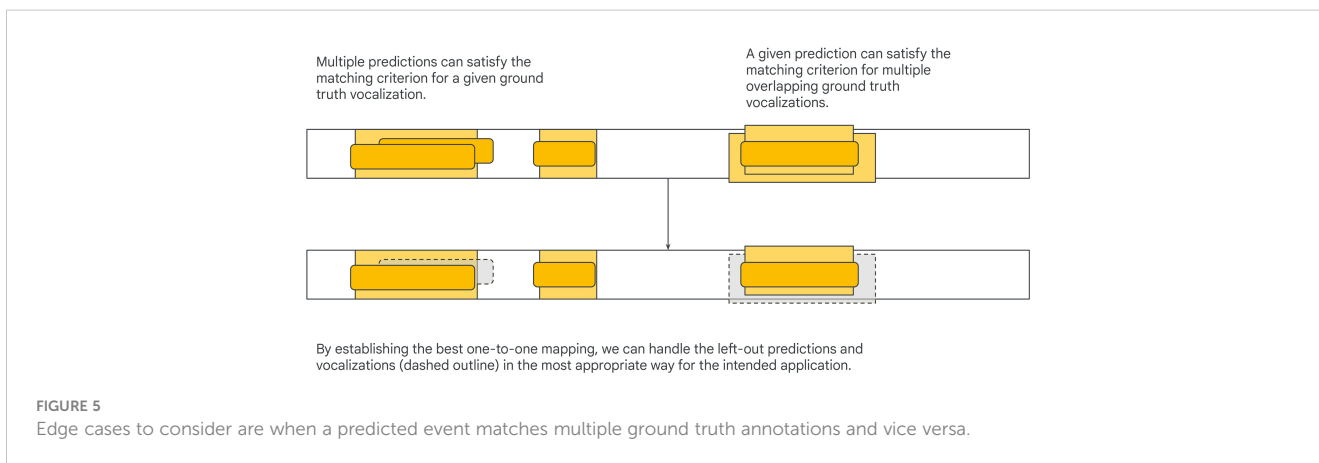 Multiple predictions can satisfy the
matching criterion for a given ground
truth vocalization.
A given prediction can satisfy the
matching criterion for multiple
overlapping ground truth
vocalizations.
By establishing the best one-to-one mapping, we can handle the left-out predictions and
vocalizations (dashed outline) in the most appropriate way for the intended application.
FIGURE 5
Edge cases to consider are when a predicted event matches multiple ground truth annotations and vice versa.